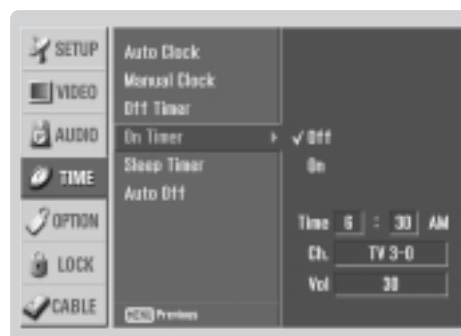 SETUP
VIDEO
AUDIO
TIME
OPTION
LOCK
CABLE
Auto Clock
Manual Clock
Off Timer
On Timer
Sleep Timer
Auto Off
MENU Previous
✓ Off
On
Time 6 : 30 AM
Ch. TV 3-0
Vol 30